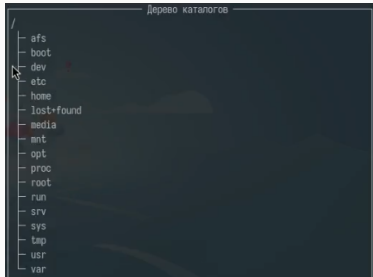 Дерево каталогов
/
afs
boot
dev
etc
home
lost+found
media
mnt
opt
proc
root
run
srv
sys
tmp
usr
var